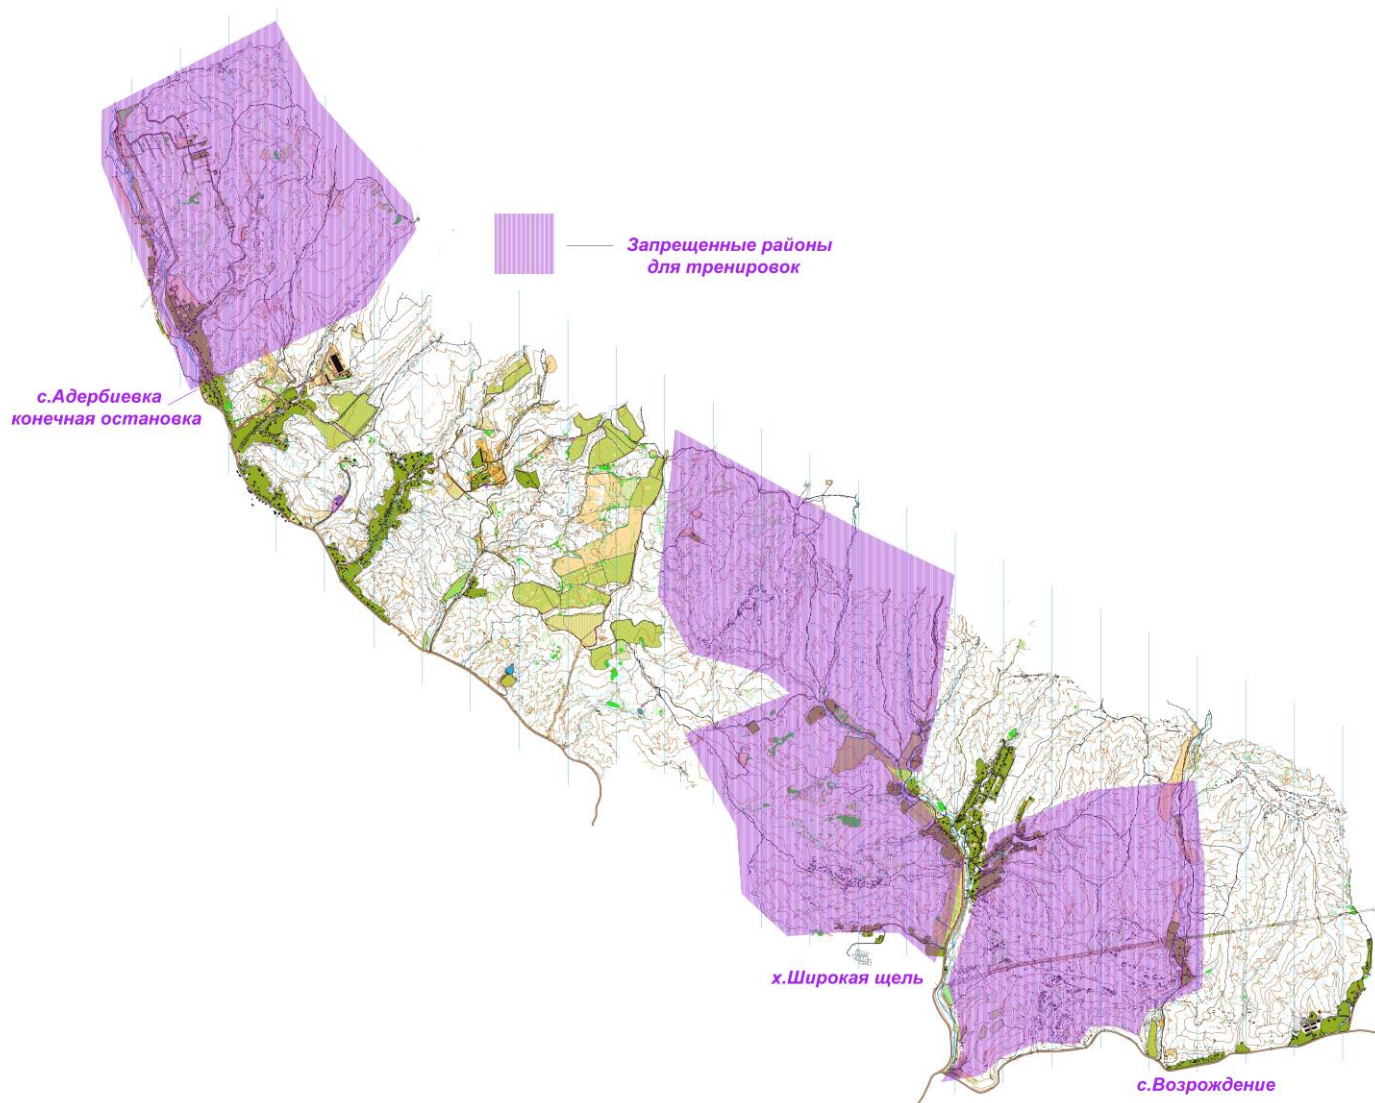 Запрещенные районы
для тренировок
с.Адербиевка
конечная остановка
х.Широкая щель
с.Возрождение